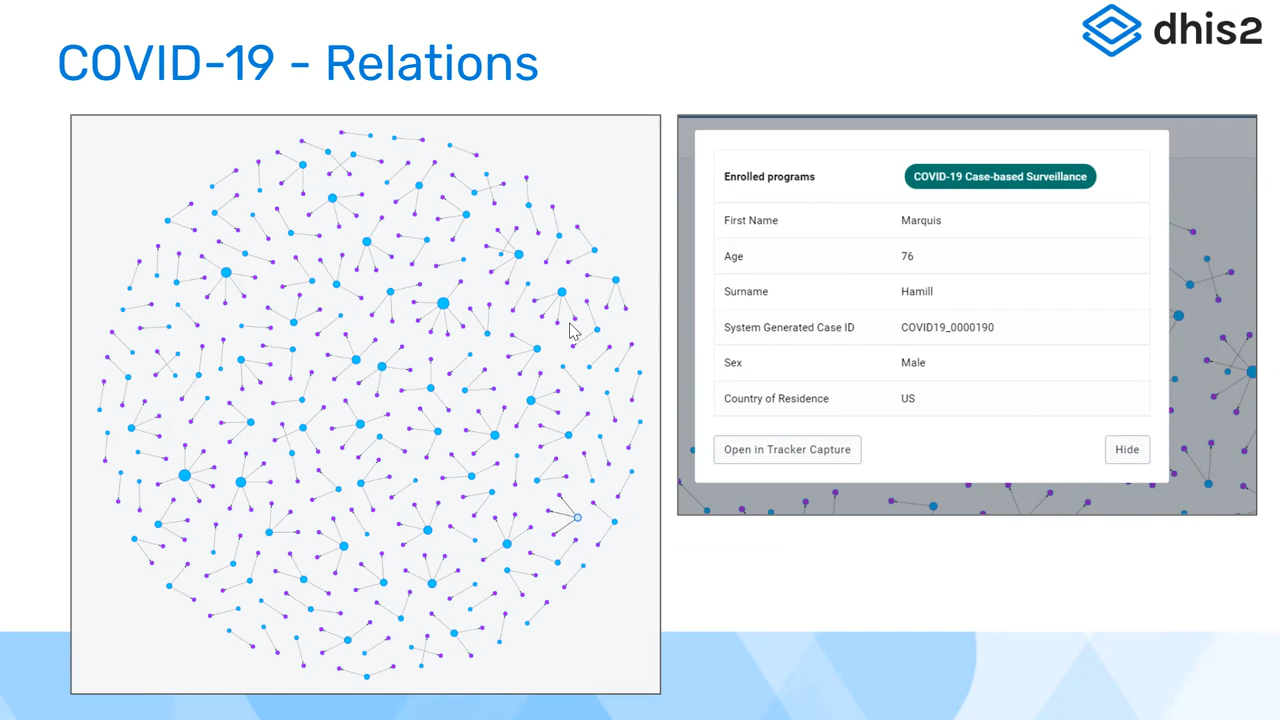 dhis2
COVID-19 - Relations
Enrolled programs COVID-19 Case-based Surveillance
First Name Marquis
Age 76
Surname Hamill
System Generated Case ID COVID19_0000190
Sex Male
Country of Residence US
Open in Tracker Capture Hide